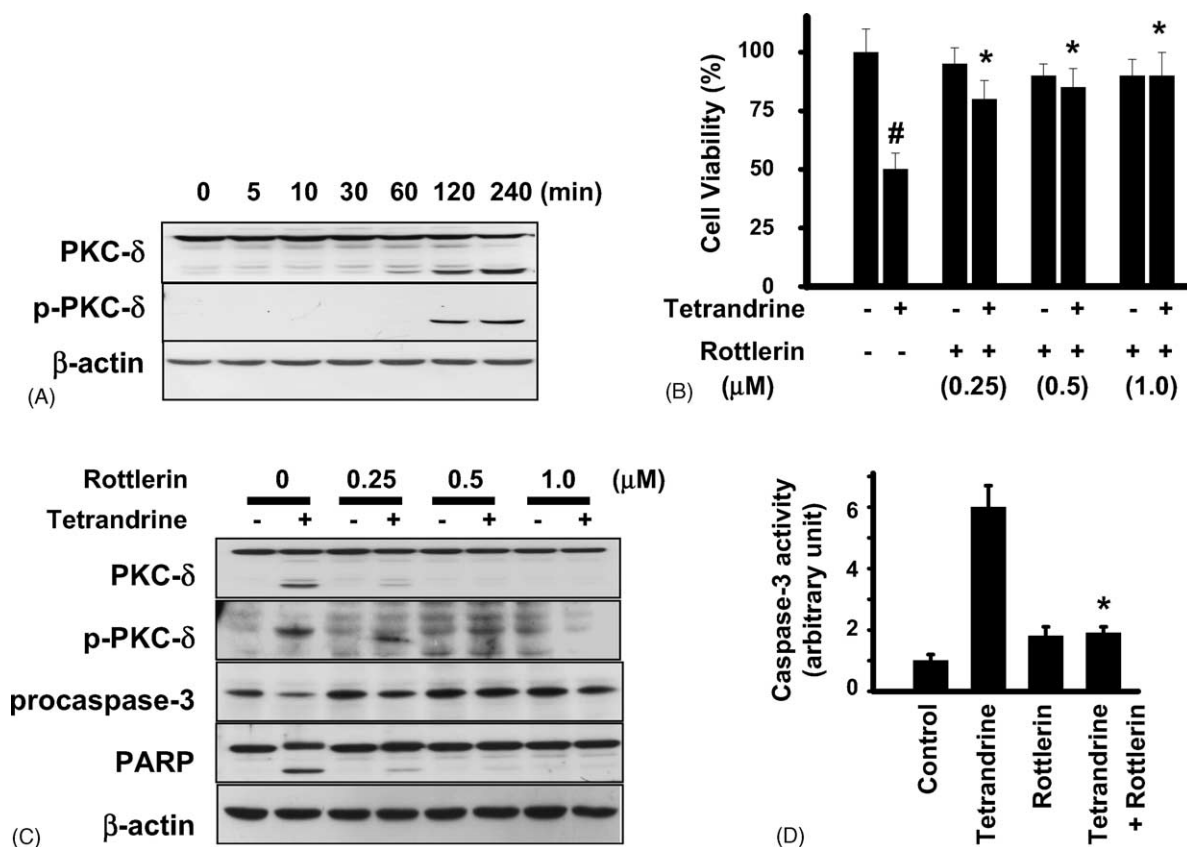 0 5 10 30 60 120 240 (min)
PKC-δ
p-PKC-δ
β-actin
(A)
Cell Viability (%)
100
75
50
25
0
#
*
*
*
Tetrandrine - + - + - + - +
Rottlerin - - + + + + + +
(μM) (0.25) (0.5) (1.0)
(B)
Rottlerin 0 0.25 0.5 1.0 (μM)
Tetrandrine - + - + - + - +
PKC-δ
p-PKC-δ
procaspase-3
PARP
β-actin
(C)
Caspase-3 activity
(arbitrary unit)
6
4
2
0
*
Control
Tetrandrine
Rottlerin
Tetrandrine
+ Rottlerin
(D)